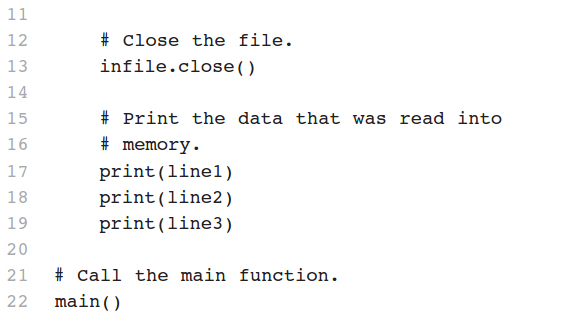 11
12 # Close the file.
13 infile.close()
14
15 # Print the data that was read into
16 # memory.
17 print(line1)
18 print(line2)
19 print(line3)
20
21 # Call the main function.
22 main()